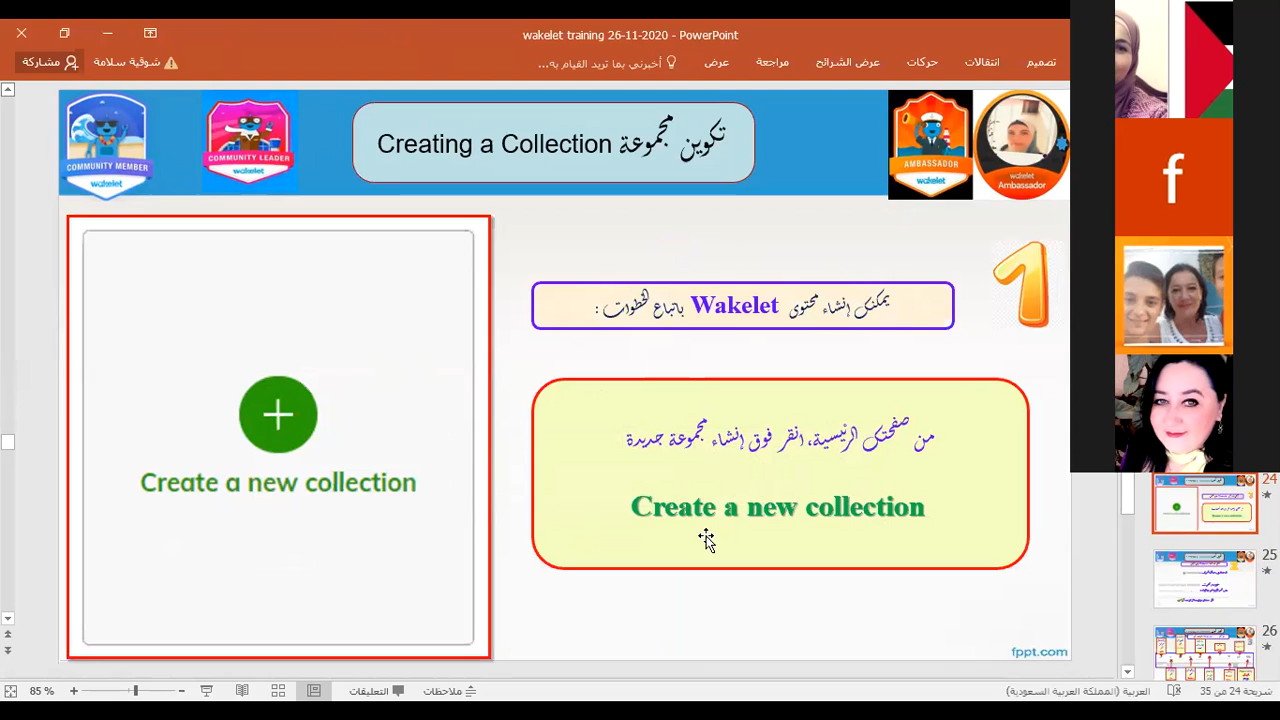 wakelet training 26-11-2020 - PowerPoint
شوقية سلامة
مشاركة
تصميم
انتقالات
حركات
عرض الشرائح
مراجعة
عرض
أخبرني بما تريد القيام به...
COMMUNITY MEMBER
wakelet
COMMUNITY LEADER
wakelet
تكوين مجموعة Creating a Collection
AMBASSADOR
wakelet
wakelet
Ambassador
1
يمكنك إنشاء محتوى Wakelet باتباع الخطوات :
من صفحتك الرئيسية، انقر فوق إنشاء مجموعة جديدة
Create a new collection
Create a new collection
fppt.com
f
24
25
26
شريحة 24 من 35
العربية (المملكة العربية السعودية)
ملاحظات
التعليقات
85 %